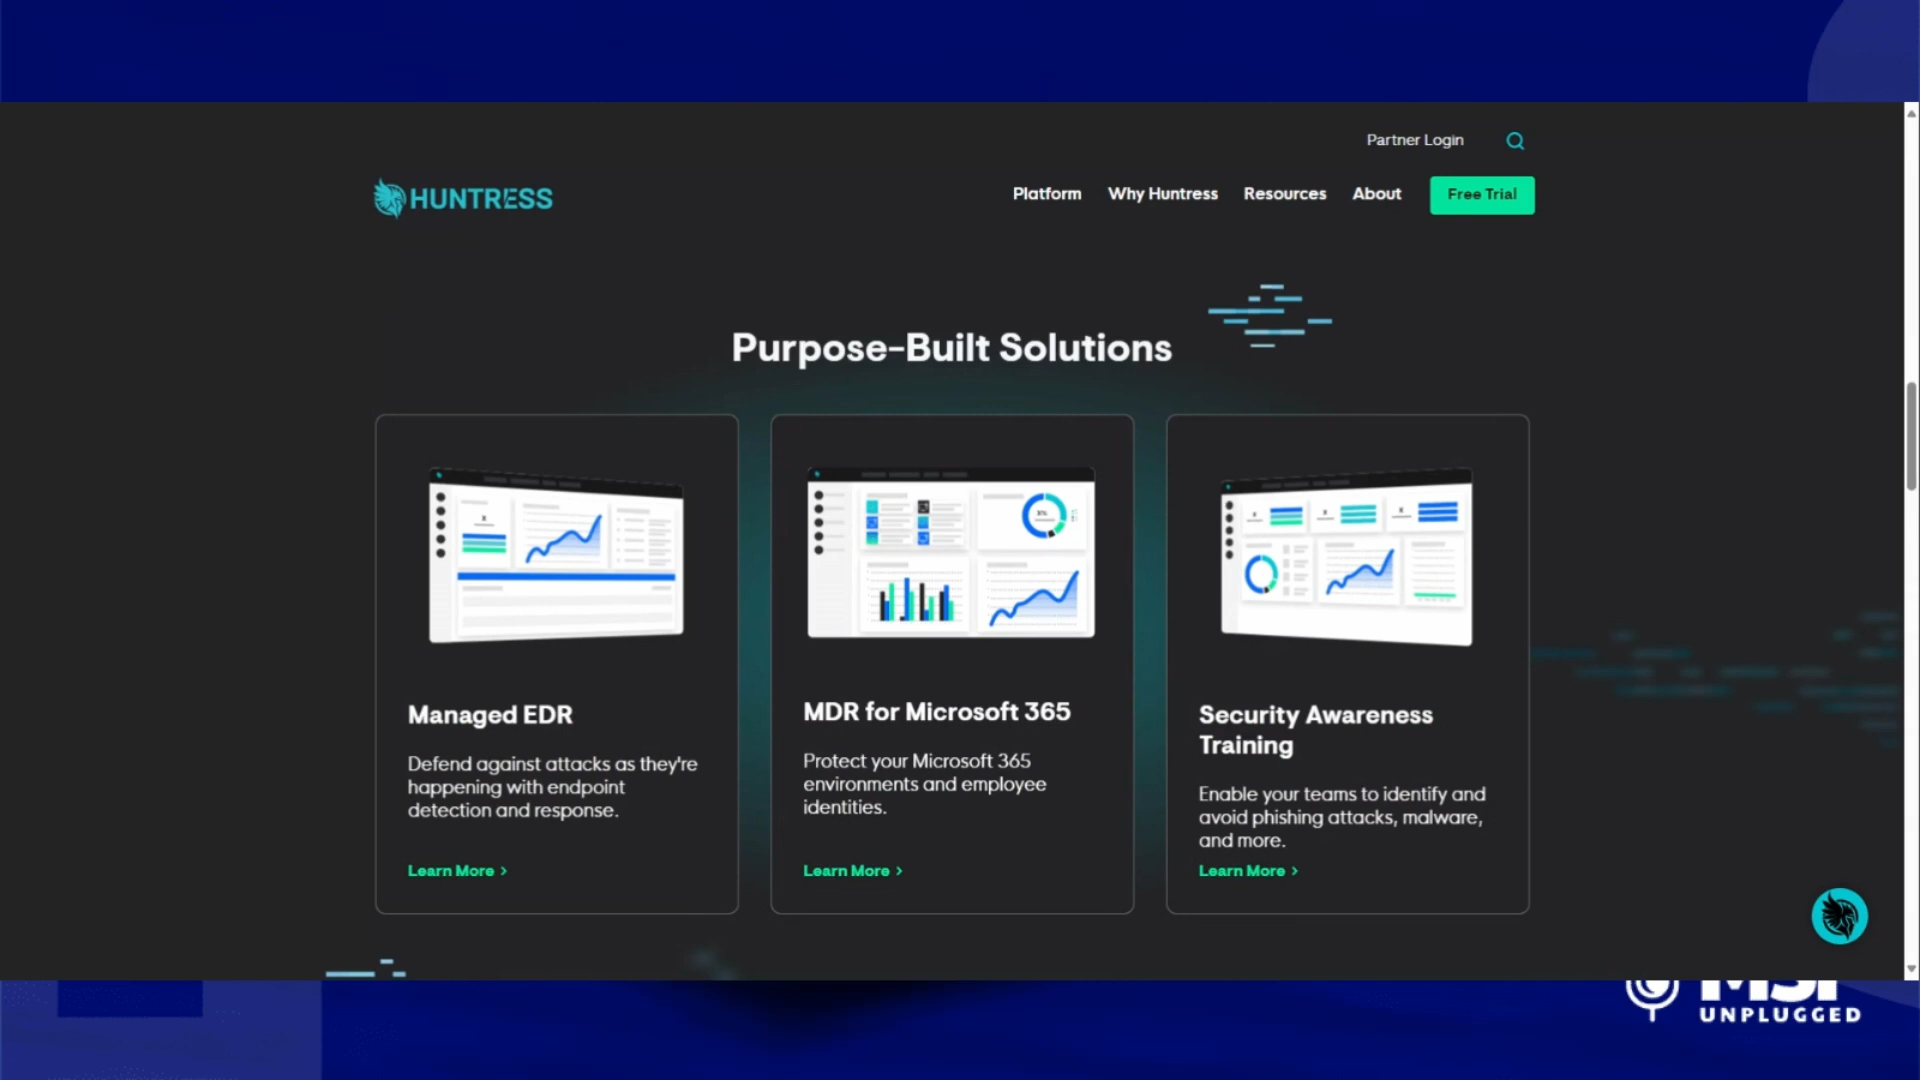 Partner Login
HUNTRESS
Platform
Why Huntress
Resources
About
Free Trial
Purpose-Built Solutions
Managed EDR
Defend against attacks as they're
happening with endpoint
detection and response.
Learn More >
MDR for Microsoft 365
Protect your Microsoft 365
environments and employee
identities.
Learn More >
Security Awareness
Training
Enable your teams to identify and
avoid phishing attacks, malware,
and more.
Learn More >
MSP
UNPLUGGED